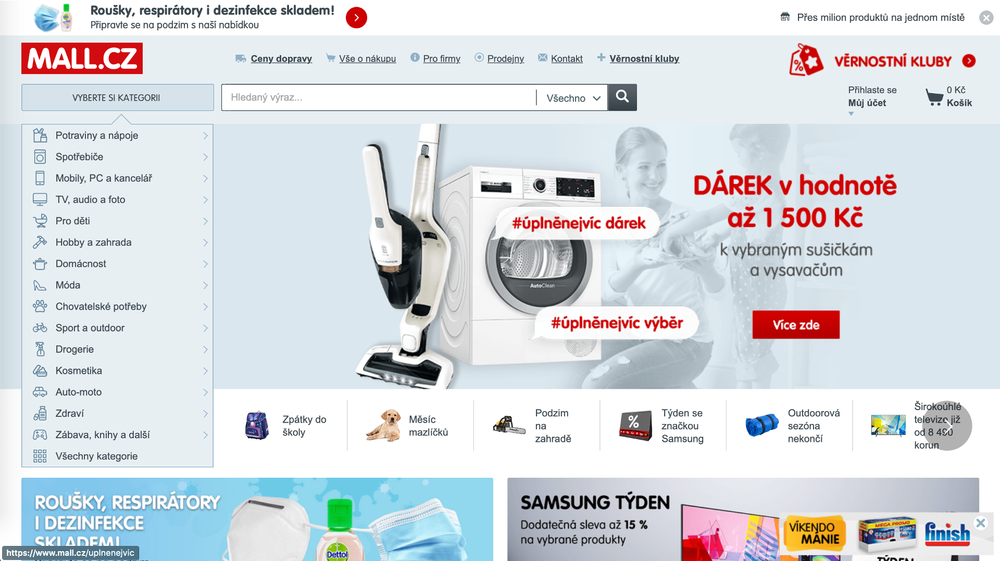 Roušky, respirátory i dezinfekce skladem!
Připravte se na podzim s naší nabídkou
Přes milion produktů na jednom místě
MALL.CZ
Ceny dopravy
Vše o nákupu
Pro firmy
Prodejny
Kontakt
Věrnostní kluby
VĚRNOSTNÍ KLUBY
VYBERTE SI KATEGORII
Hledaný výraz...
Všechno
Přihlaste se
Můj účet
0 Kč
Košík
Potraviny a nápoje
Spotřebiče
Mobily, PC a kancelář
TV, audio a foto
Pro děti
Hobby a zahrada
Domácnost
Móda
Chovatelské potřeby
Sport a outdoor
Drogerie
Kosmetika
Auto-moto
Zdraví
Zábava, knihy a další
Všechny kategorie
#úplněnejvíc dárek
AutoClean
#úplněnejvíc výběr
DÁREK v hodnotě
až 1 500 Kč
k vybraným sušičkám
a vysavačům
Více zde
Zpátky do
školy
Měsíc
mazlíčků
Podzim
na
zahradě
%
Týden se
značkou
Samsung
Outdoorová
sezóna
nekončí
Širokoúhlé
televize již
od 8 490
korun
ROUŠKY, RESPIRÁTORY
I DEZINFEKCE
SKLADEM!
Dettol
SAMSUNG TÝDEN
Dodatečná sleva až 15 %
na vybrané produkty
VÍKENDO
MÁNIE
MEGA PROMO
finish
TÝDEN
https://www.mall.cz/uplnenejvic